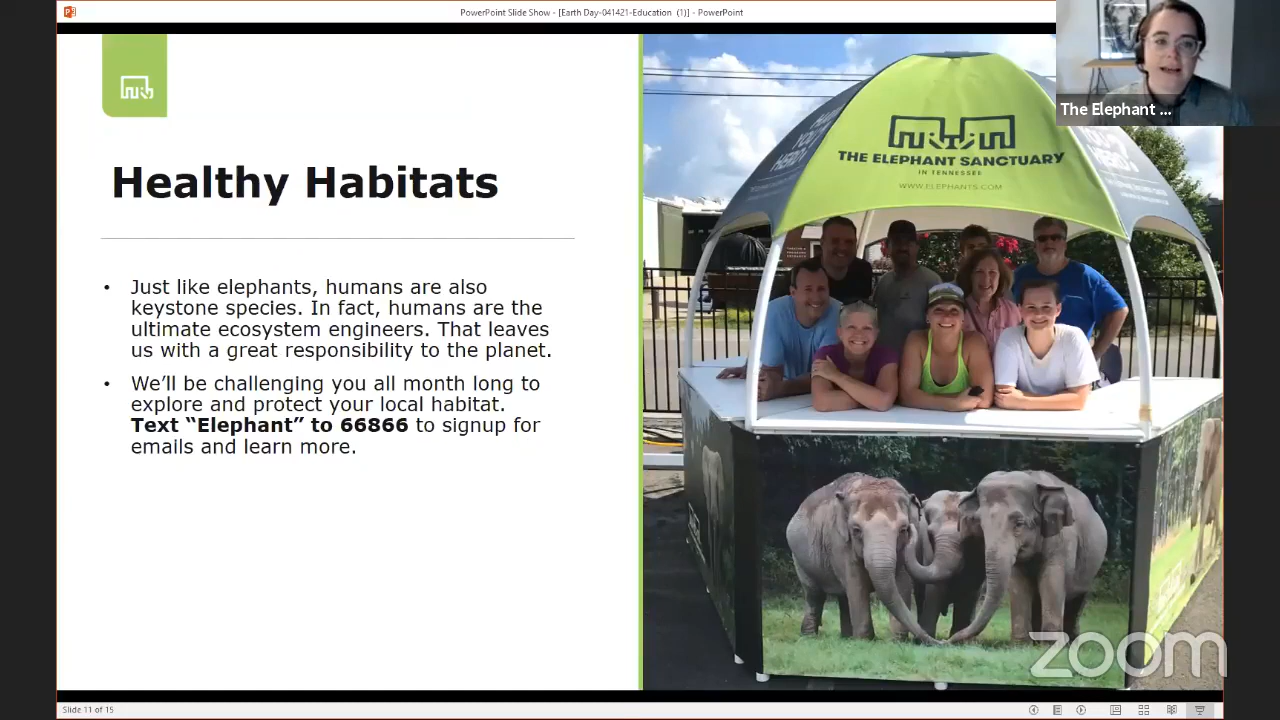 PowerPoint Slide Show - [Earth Day-041421-Education (1)] - PowerPoint
The Elephant ...
Healthy Habitats
• Just like elephants, humans are also
keystone species. In fact, humans are the
ultimate ecosystem engineers. That leaves
us with a great responsibility to the planet.
• We’ll be challenging you all month long to
explore and protect your local habitat.
Text “Elephant” to 66866 to signup for
emails and learn more.
THE ELEPHANT SANCTUARY
IN TENNESSEE
WWW.ELEPHANTS.COM
zoom
Slide 11 of 15